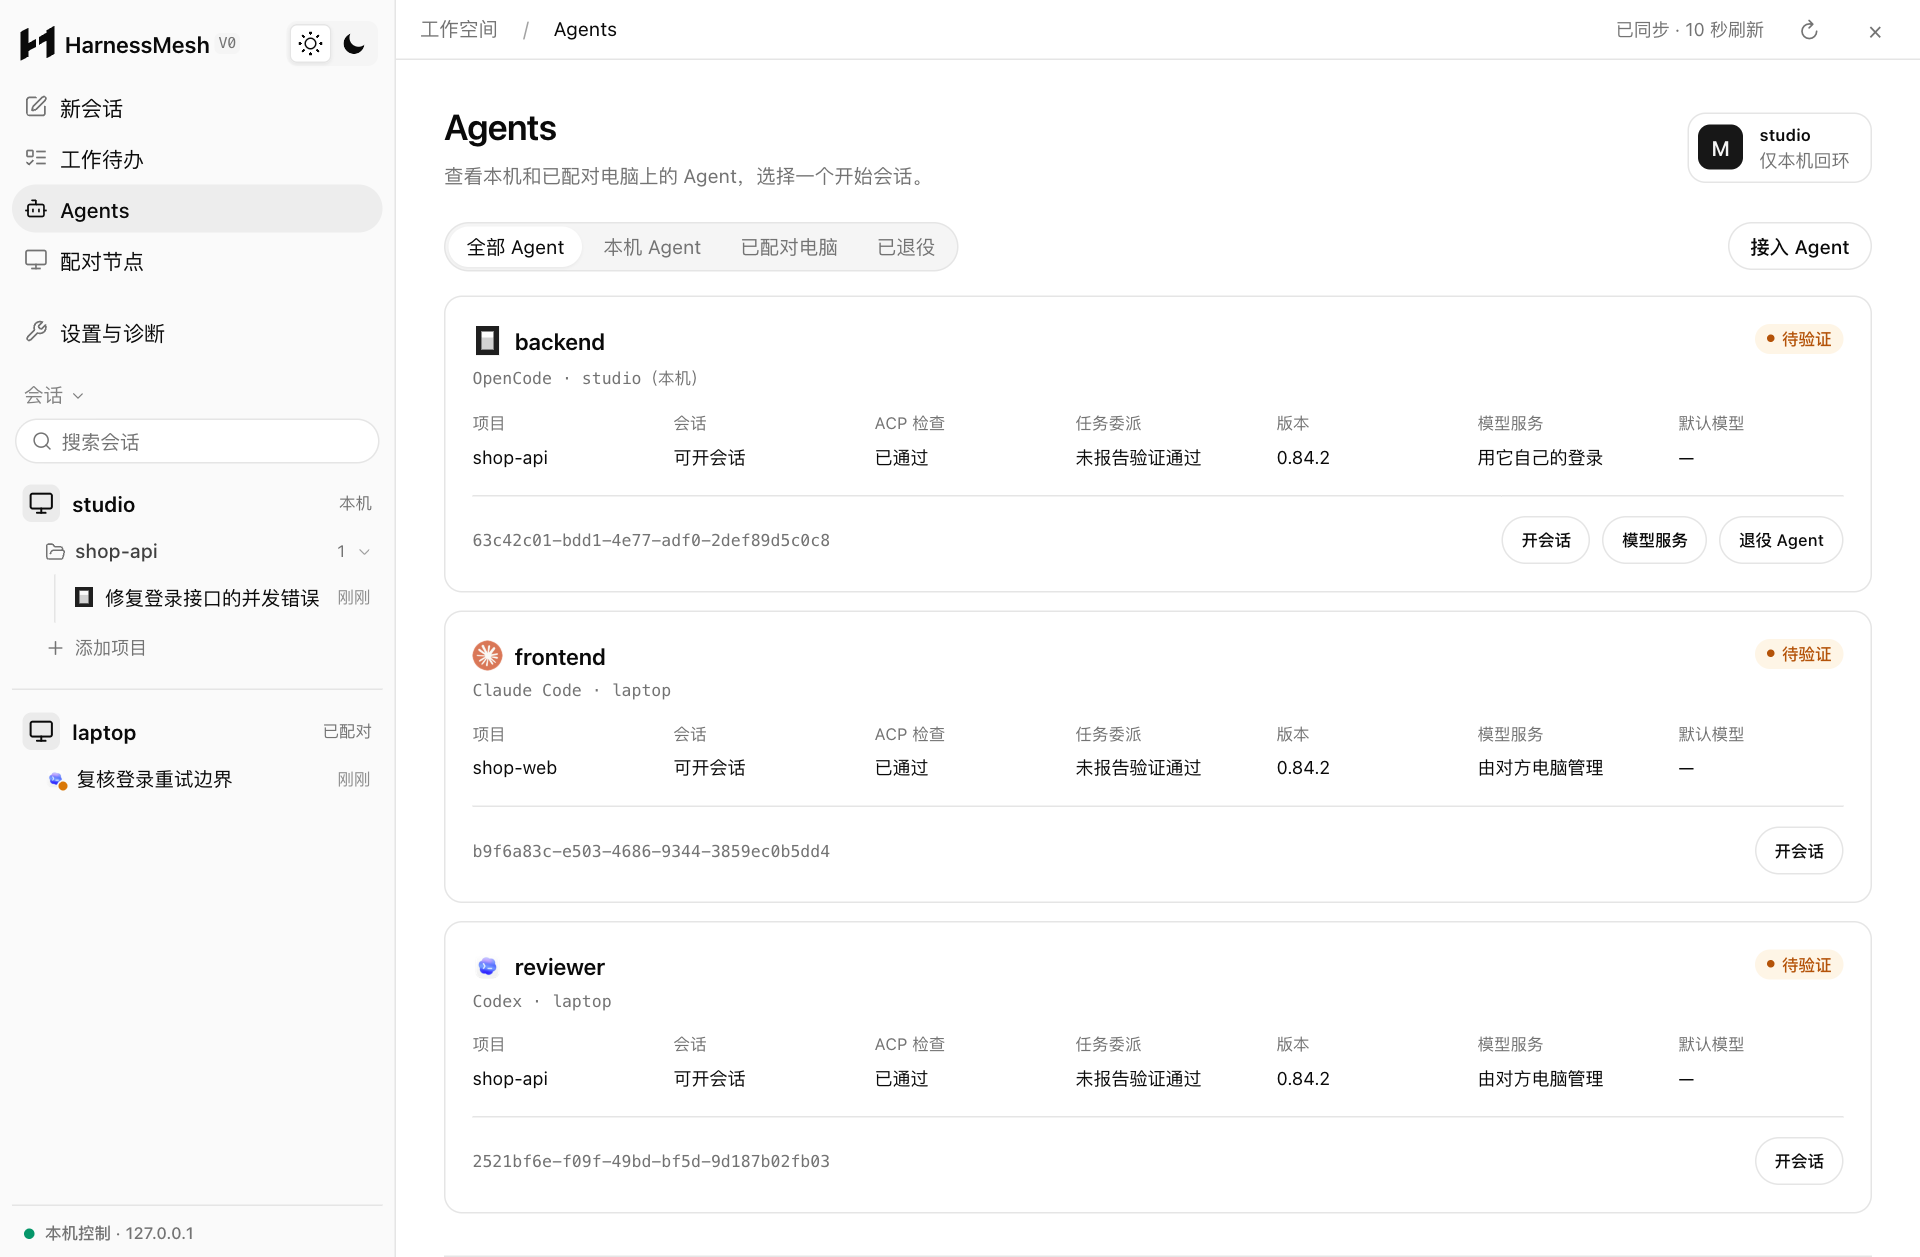 HarnessMesh V0
新会话
工作待办
Agents
配对节点
设置与诊断
会话
搜索会话
studio 本机
shop-api 1
修复登录接口的并发错误 刚刚
添加项目
laptop 已配对
复核登录重试边界 刚刚
本机控制 · 127.0.0.1
工作空间 / Agents
已同步 · 10 秒刷新
Agents
查看本机和已配对电脑上的 Agent，选择一个开始会话。
M
studio
仅本机回环
全部 Agent 本机 Agent 已配对电脑 已退役
接入 Agent
backend 待验证
OpenCode · studio (本机)
项目 会话 ACP 检查 任务委派 版本 模型服务 默认模型
shop-api 可开会话 已通过 未报告验证通过 0.84.2 用它自己的登录 —
63c42c01-bdd1-4e77-adf0-2def89d5c0c8 开会话 模型服务 退役 Agent
frontend 待验证
Claude Code · laptop
项目 会话 ACP 检查 任务委派 版本 模型服务 默认模型
shop-web 可开会话 已通过 未报告验证通过 0.84.2 由对方电脑管理 —
b9f6a83c-e503-4686-9344-3859ec0b5dd4 开会话
reviewer 待验证
Codex · laptop
项目 会话 ACP 检查 任务委派 版本 模型服务 默认模型
shop-api 可开会话 已通过 未报告验证通过 0.84.2 由对方电脑管理 —
2521bf6e-f09f-49bd-bf5d-9d187b02fb03 开会话